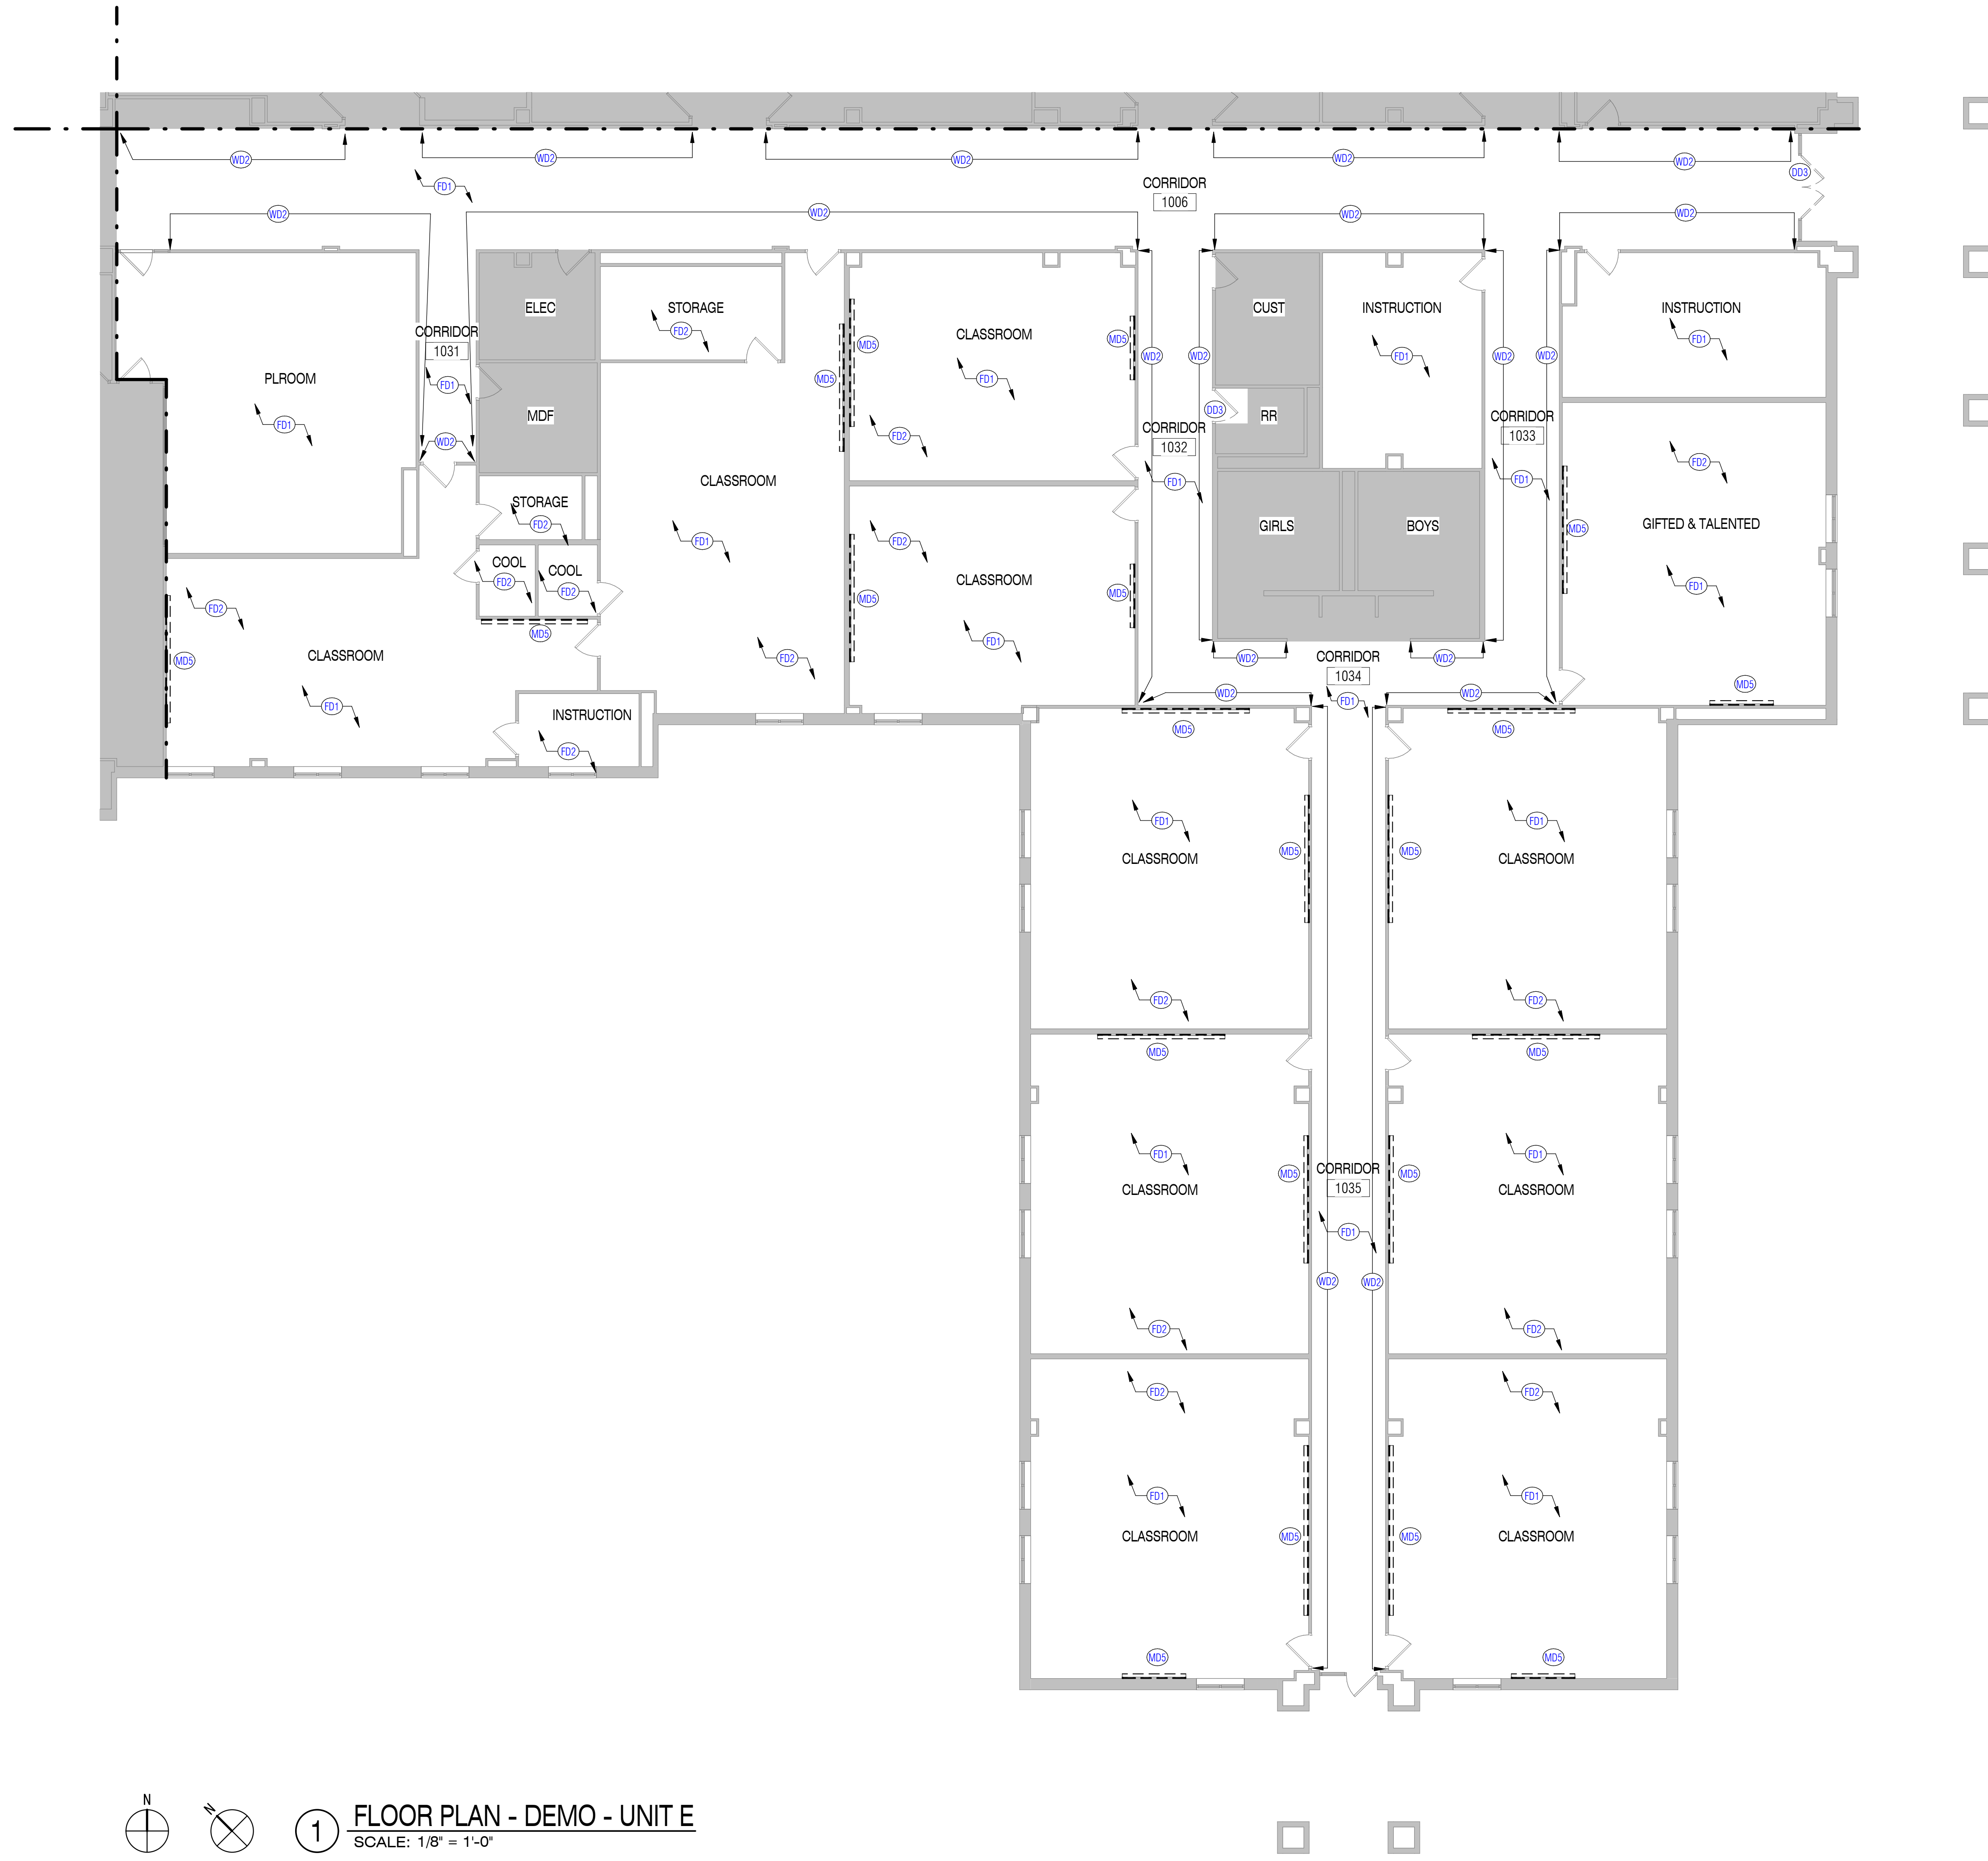 WD2
WD2
WD2
WD2
WD2
DD3
FD1
CORRIDOR
1006
WD2
WD2
WD2
WD2
ELEC
STORAGE
FD2
CLASSROOM
MD5
MD5
CUST
INSTRUCTION
INSTRUCTION
FD1
CORRIDOR
1031
FD1
PLROOM
FD1
MD5
FD1
WD2
WD2
FD1
WD2
WD2
MDF
DD3
RR
CORRIDOR
1032
CORRIDOR
1033
WD2
FD2
FD2
CLASSROOM
FD1
FD1
STORAGE
FD2
FD1
FD2
GIRLS
BOYS
GIFTED & TALENTED
MD5
COOL
FD2
COOL
FD2
CLASSROOM
MD5
MD5
FD1
FD2
MD5
MD5
CLASSROOM
FD1
FD2
FD1
WD2
WD2
CORRIDOR
1034
WD2
WD2
FD1
MD5
INSTRUCTION
FD2
MD5
MD5
FD1
CLASSROOM
MD5
MD5
FD1
CLASSROOM
FD2
FD2
MD5
MD5
FD1
CLASSROOM
MD5
CORRIDOR
1035
MD5
FD1
CLASSROOM
FD1
WD2
WD2
FD2
FD2
FD2
FD2
FD1
FD1
CLASSROOM
MD5
MD5
CLASSROOM
MD5
MD5
N
N
1
FLOOR PLAN - DEMO - UNIT E
SCALE: 1/8" = 1'-0"